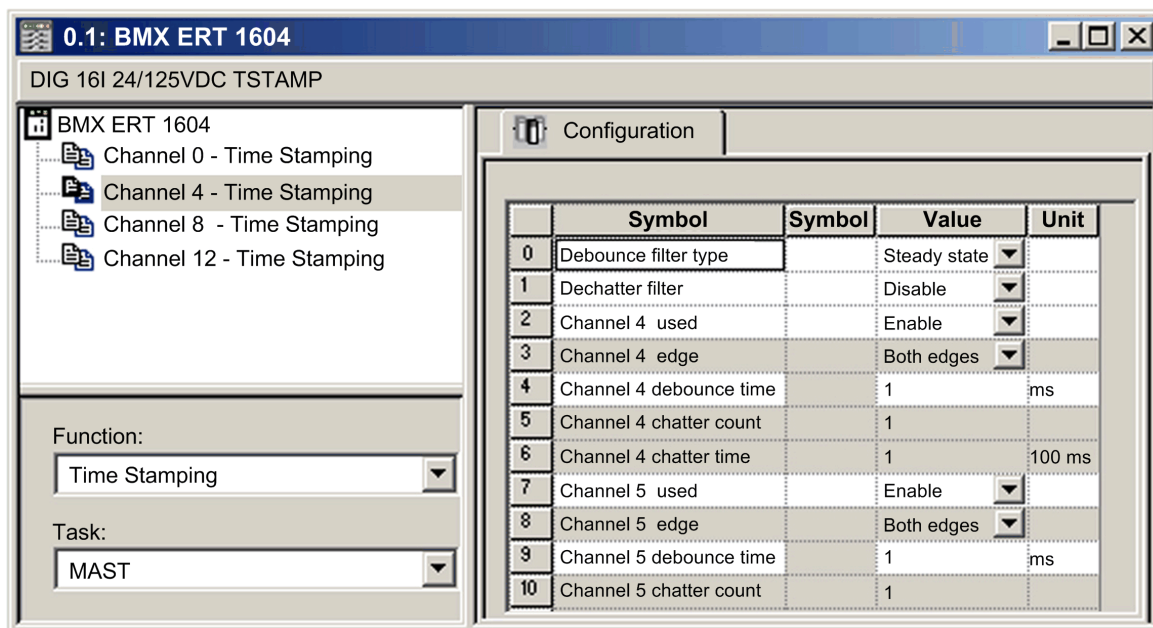 0.1: BMX ERT 1604
DIG 16I 24/125VDC TSTAMP
BMX ERT 1604
Channel 0 - Time Stamping
Channel 4 - Time Stamping
Channel 8 - Time Stamping
Channel 12 - Time Stamping
Function:
Time Stamping
Task:
MAST
Configuration
Symbol Symbol Value Unit
0 Debounce filter type Steady state
1 Dechatter filter Disable
2 Channel 4 used Enable
3 Channel 4 edge Both edges
4 Channel 4 debounce time 1 ms
5 Channel 4 chatter count 1
6 Channel 4 chatter time 1 100 ms
7 Channel 5 used Enable
8 Channel 5 edge Both edges
9 Channel 5 debounce time 1 ms
10 Channel 5 chatter count 1